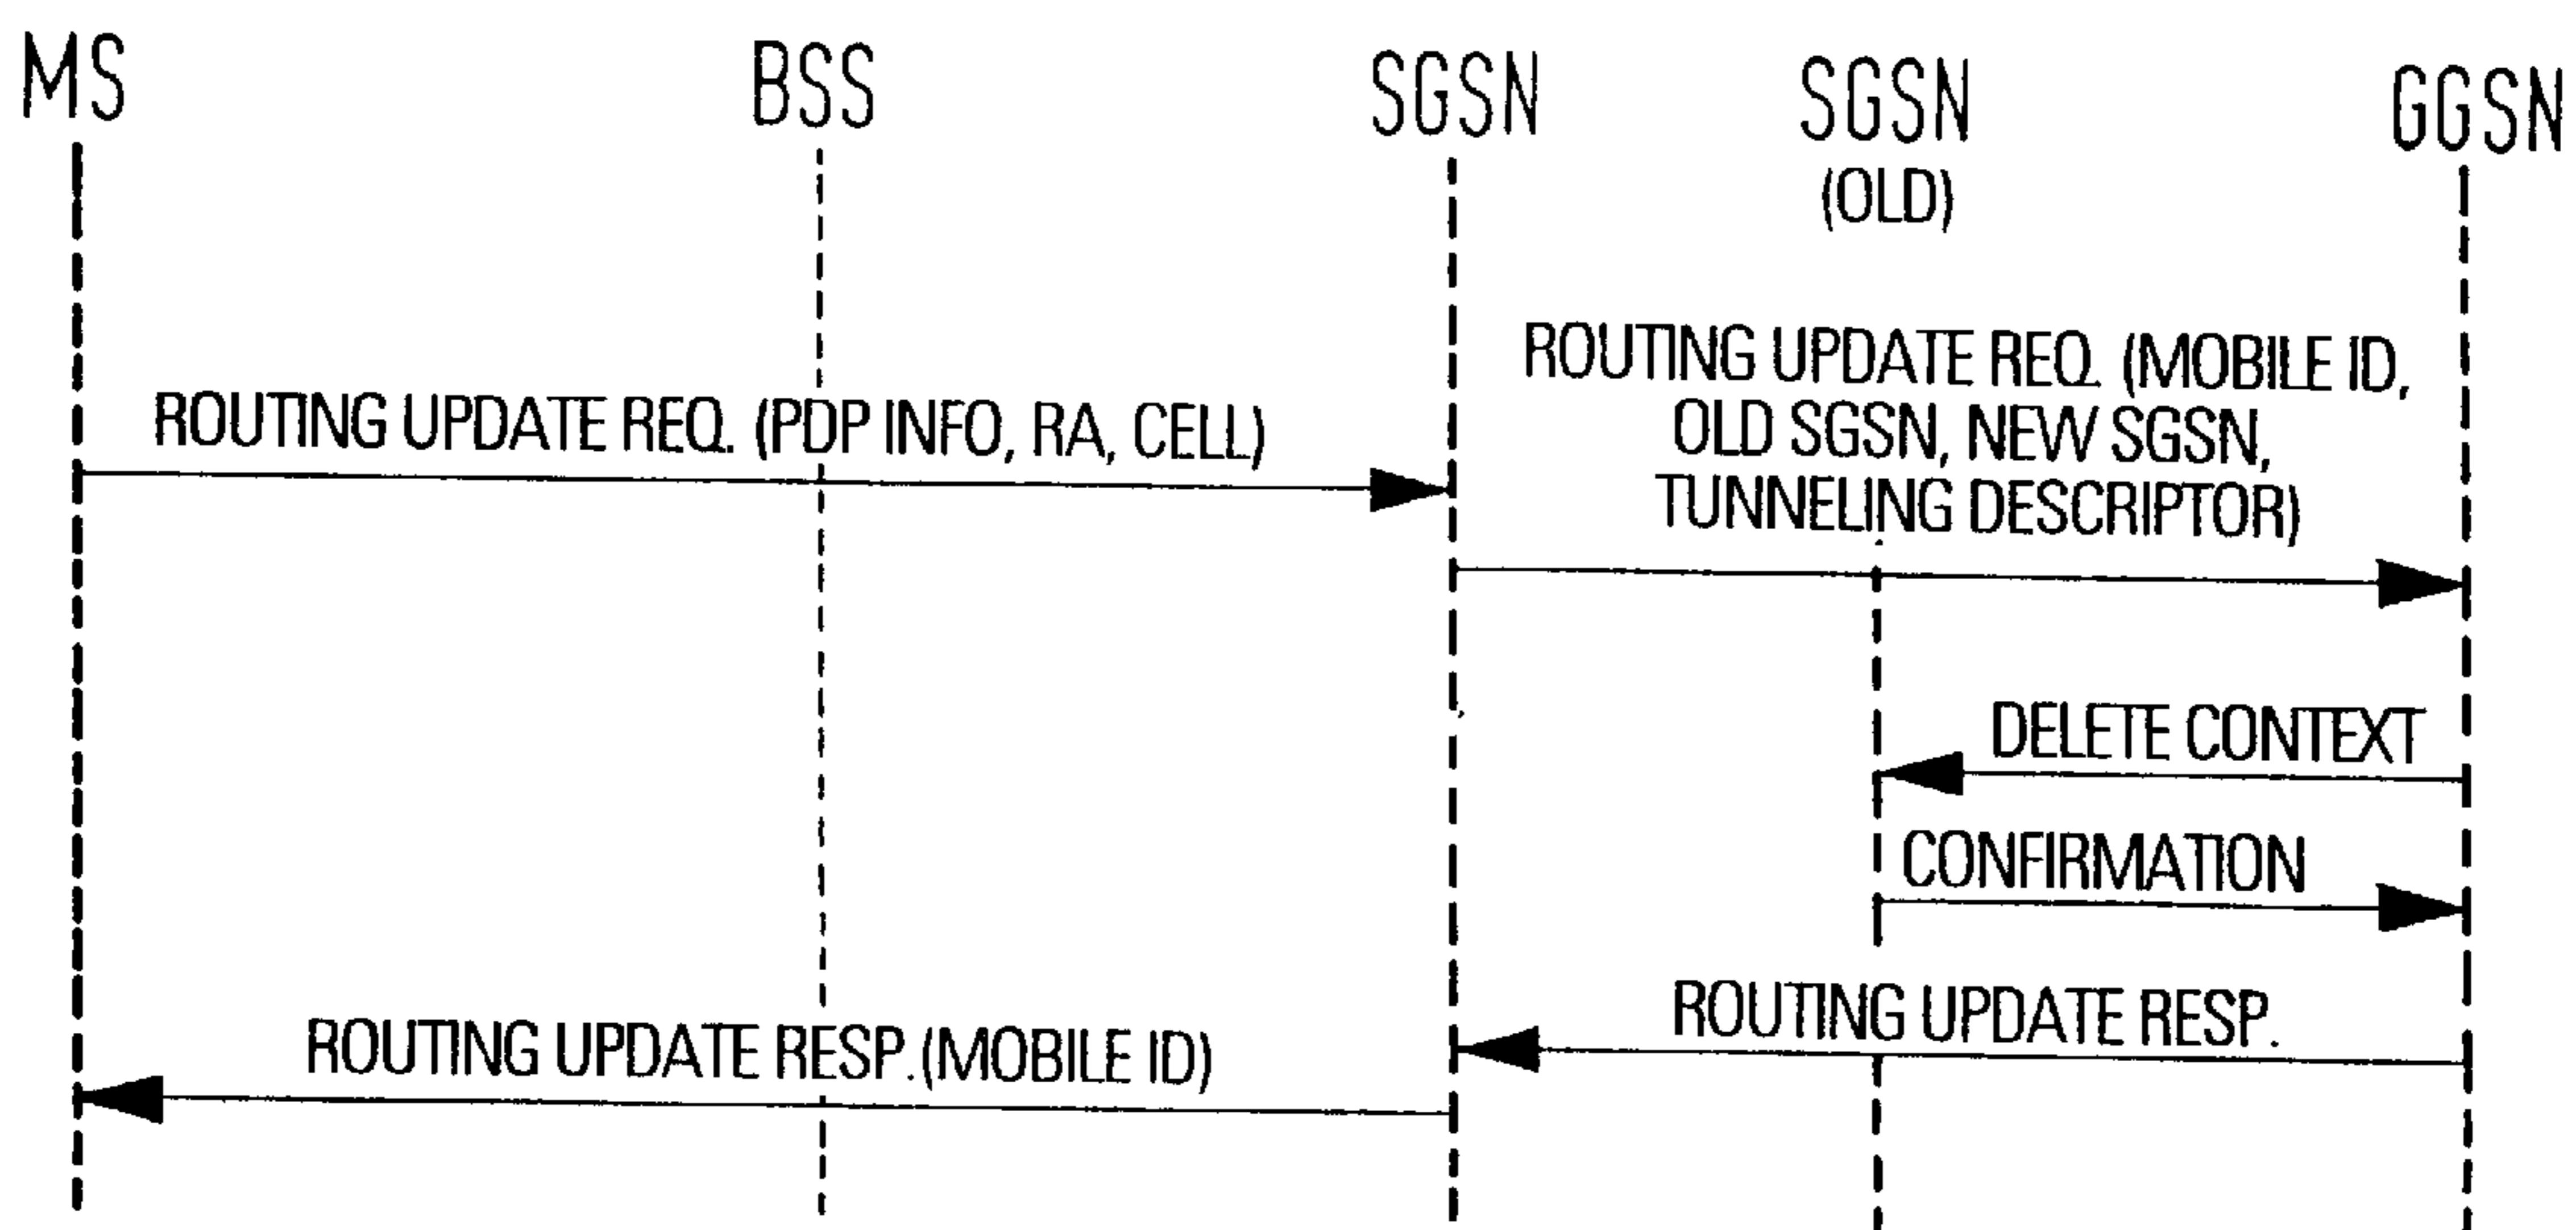 MS
BSS
SGSN
SGSN
(OLD)
GGSN
ROUTING UPDATE REQ. (MOBILE ID,
OLD SGSN, NEW SGSN,
TUNNELING DESCRIPTOR)
ROUTING UPDATE REQ. (PDP INFO, RA, CELL)
DELETE CONTEXT
CONFIRMATION
ROUTING UPDATE RESP.
ROUTING UPDATE RESP.(MOBILE ID)